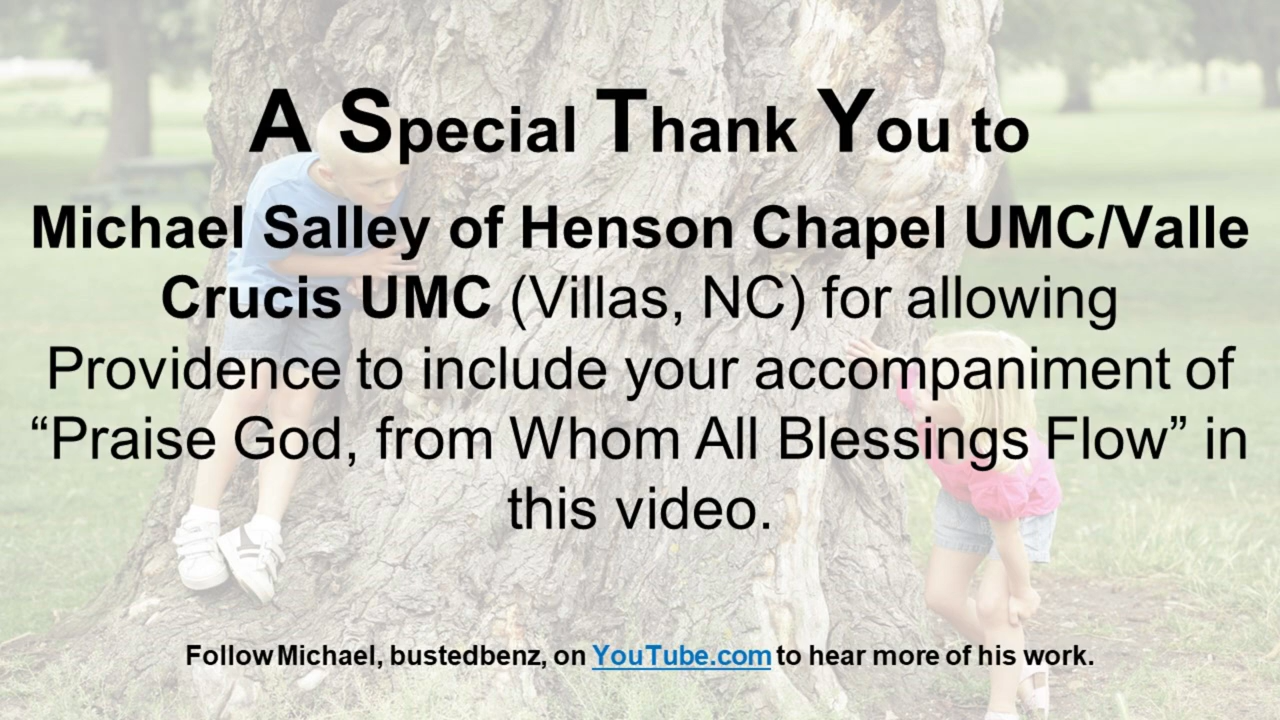 A Special Thank You to
Michael Salley of Henson Chapel UMC/Valle
Crucis UMC (Villas, NC) for allowing
Providence to include your accompaniment of
“Praise God, from Whom All Blessings Flow” in
this video.
Follow Michael, bustedbenz, on YouTube.com to hear more of his work.